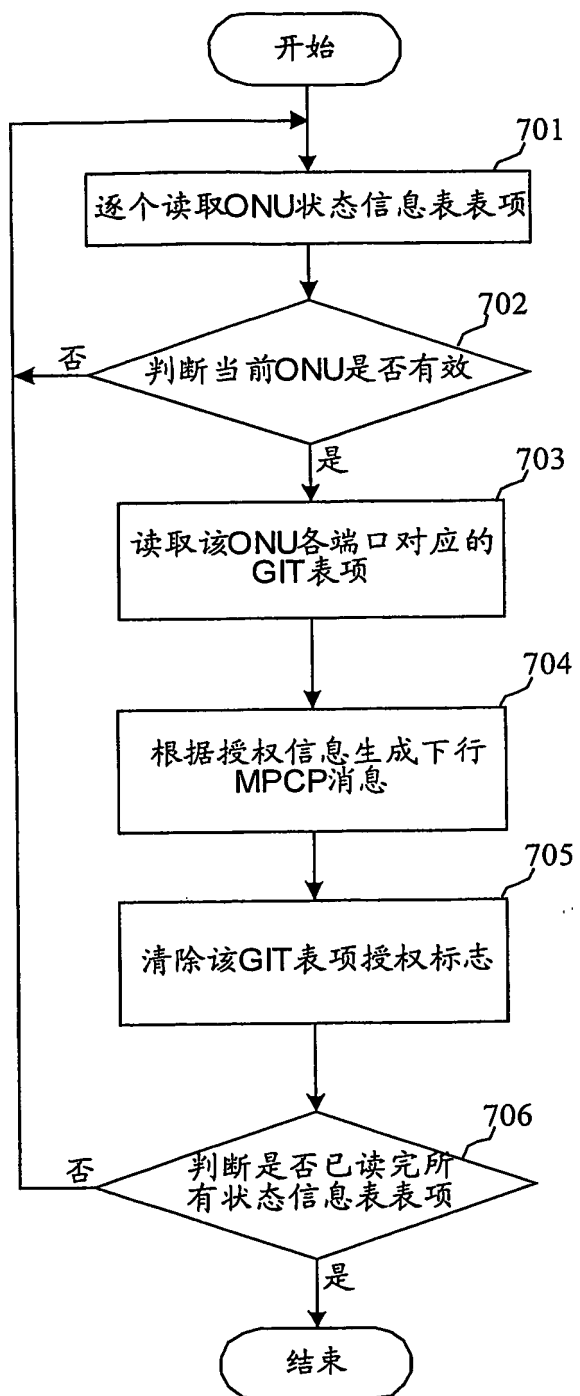 开始
701
逐个读取ONU状态信息表表项
702
否
判断当前ONU是否有效
是
703
读取该ONU各端口对应的
GIT表项
704
根据授权信息生成下行
MPCP消息
705
清除该GIT表项授权标志
706
否
判断是否已读完所
有状态信息表表项
是
结束